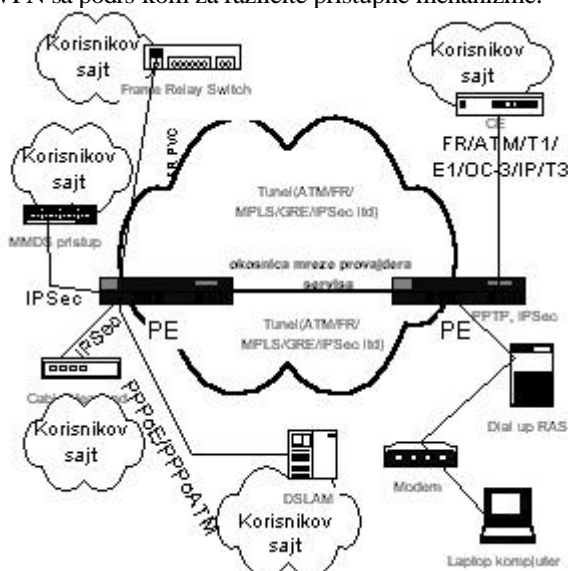 VPN sa podrškom za različite pristupne mehanizme.
Korisnikov
sajt
Frame Relay Switch
Korisnikov
sajt
CE
FR/ATM/T1/
E1/OC-3/IP/T3
FR PVC
Korisnikov
sajt
MMDS pristup
Tunel(ATM/FR/
MPLS/GRE/IPSec itd)
okosnica mreze provajdera
servisa
IPSec
PE
Tunel(ATM/FR/
MPLS/GRE/IPSec itd)
PE
PPTP, IPSec
IPSec
Korisnikov
sajt
PPPoE/PPPoATM
DSLAM
Korisnikov
sajt
Dial up RAS
Modem
Laptop kompjuter